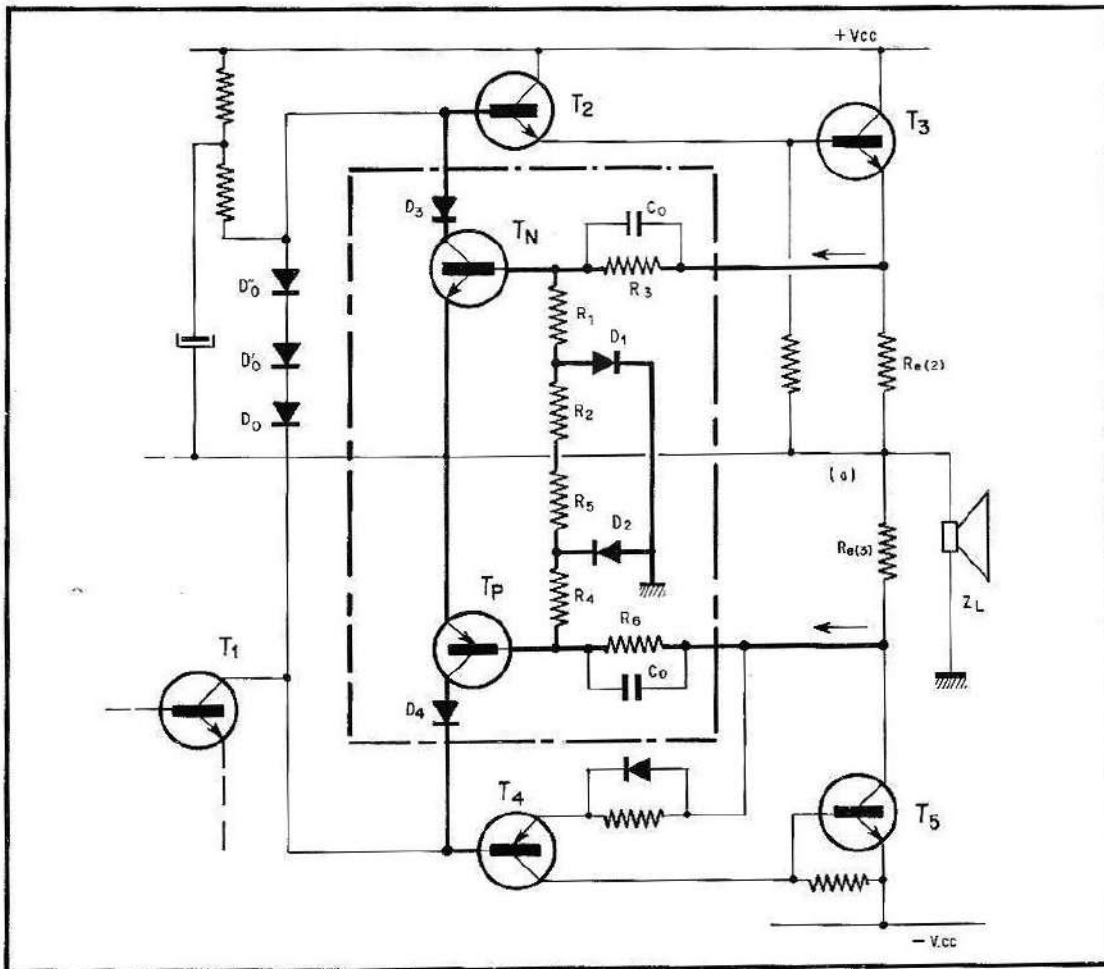 + Vcc
T2
T3
D3
TN
C0
R3
D"0
R1
D1
D'0
R2
Re(2)
D0
(a)
R5
D2
Re(3)
TP
R4
ZL
R6
T1
C0
D4
T4
T5
- V.cc